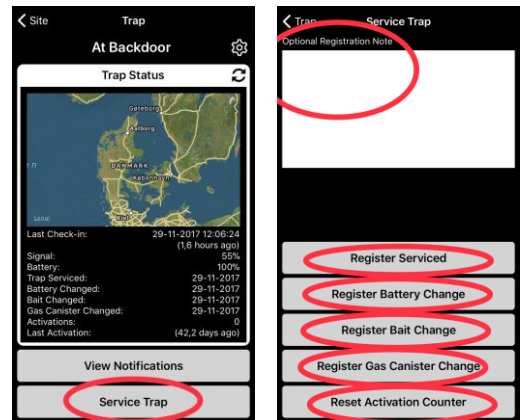 Site Trap
At Backdoor
Trap Status
Göteborg
Aalborg
DANMARK
København
Kiel
Legal
Last Check-in: 29-11-2017 12:06:24
(1,6 hours ago)
Signal: 55%
Battery: 100%
Trap Serviced: 29-11-2017
Battery Changed: 29-11-2017
Bait Changed: 29-11-2017
Gas Canister Changed: 29-11-2017
Activations: 0
Last Activation: (42,2 days ago)
View Notifications
Service Trap
Trap Service Trap
Optional Registration Note
Register Serviced
Register Battery Change
Register Bait Change
Register Gas Canister Change
Reset Activation Counter